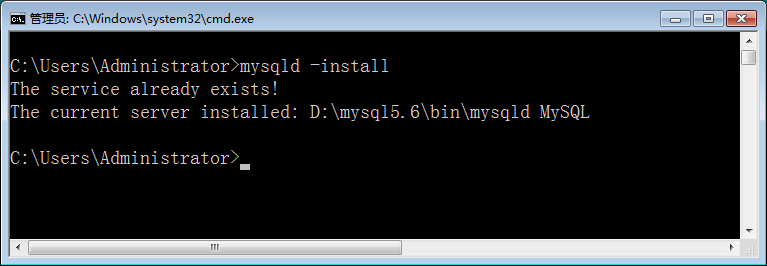 管理员: C:\Windows\system32\cmd.exe
C:\Users\Administrator>mysqld -install
The service already exists!
The current server installed: D:\mysql5.6\bin\mysqld MySQL
C:\Users\Administrator>